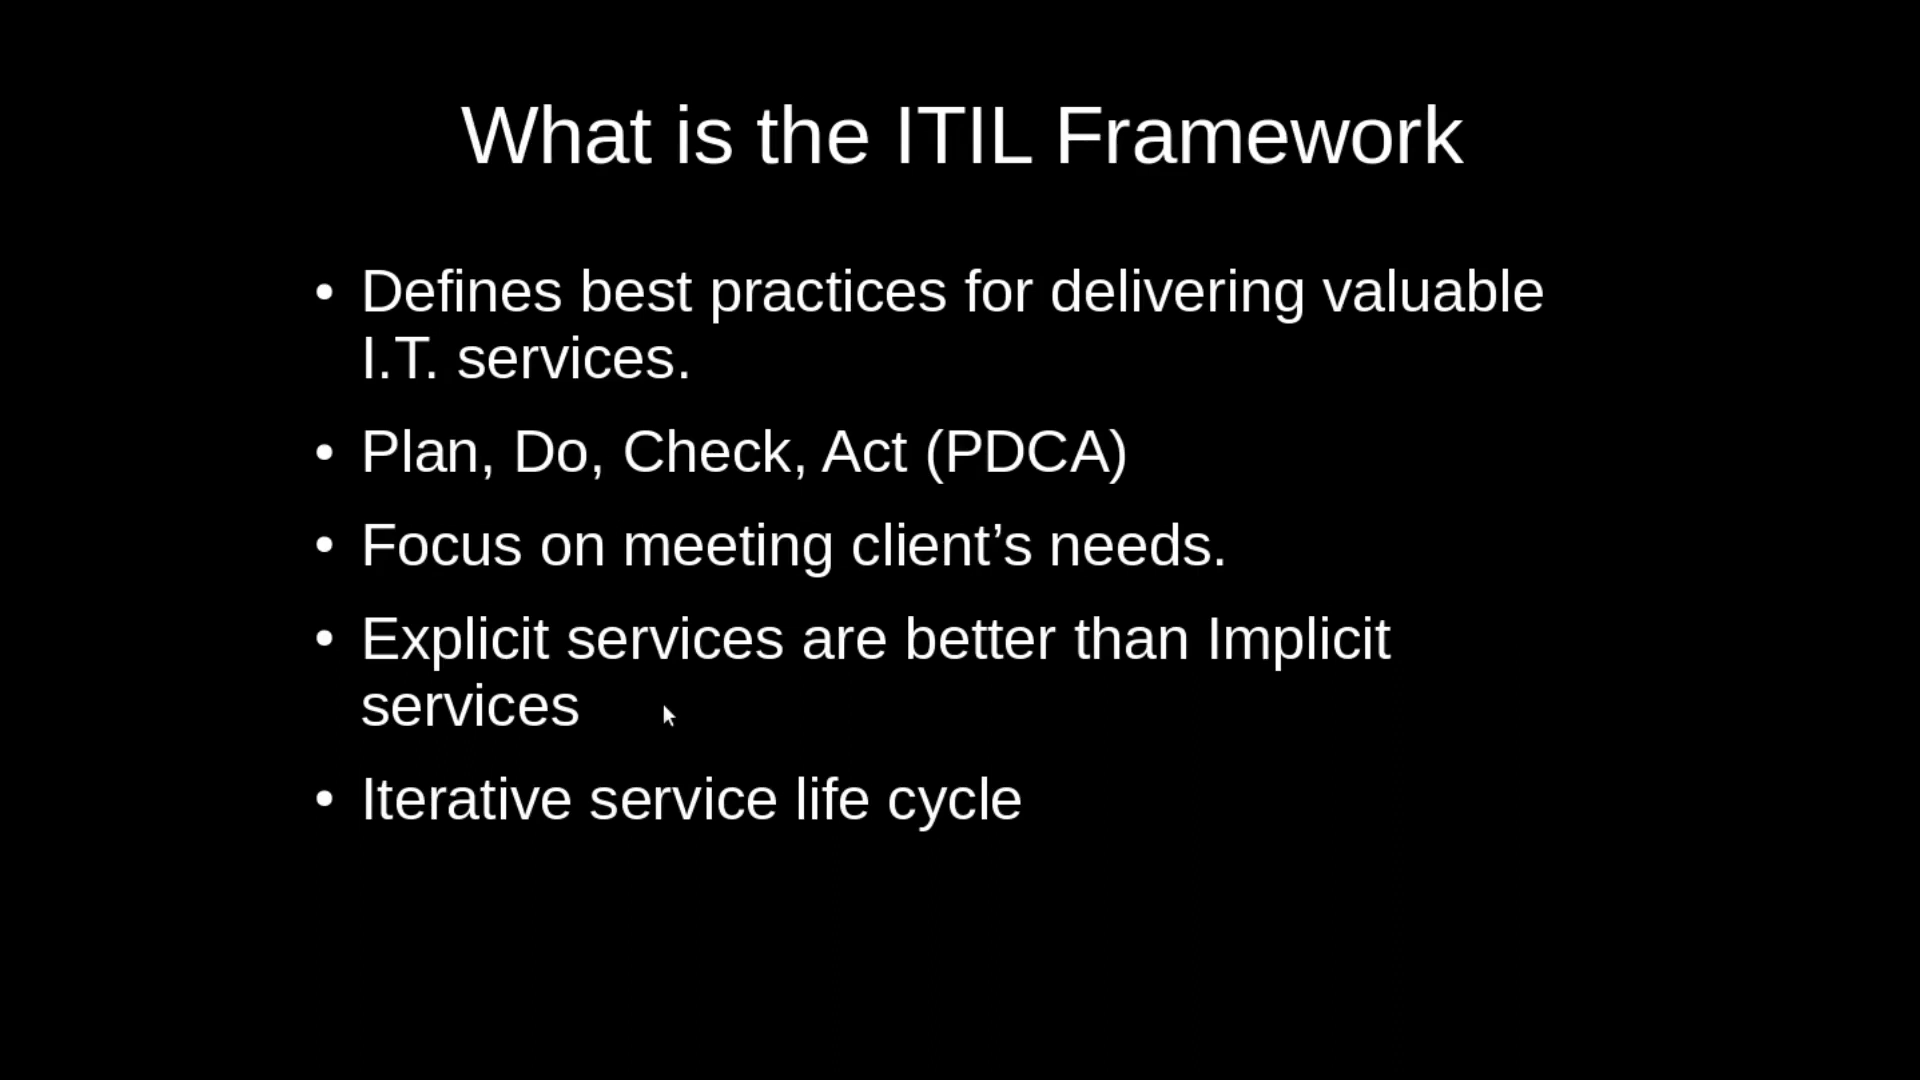 What is the ITIL Framework
• Defines best practices for delivering valuable
I.T. services.
• Plan, Do, Check, Act (PDCA)
• Focus on meeting client’s needs.
• Explicit services are better than Implicit
services
• Iterative service life cycle